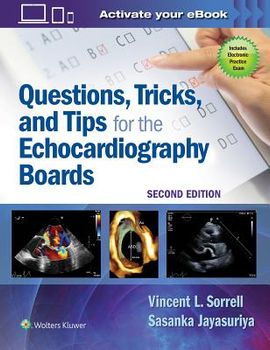 Activate your eBook
A B C D
Includes
Electronic
Practice
Exam
Questions, Tricks,
and Tips for the
Echocardiography
Boards
SECOND EDITION
Vincent L. Sorrell
Sasanka Jayasuriya
Wolters Kluwer